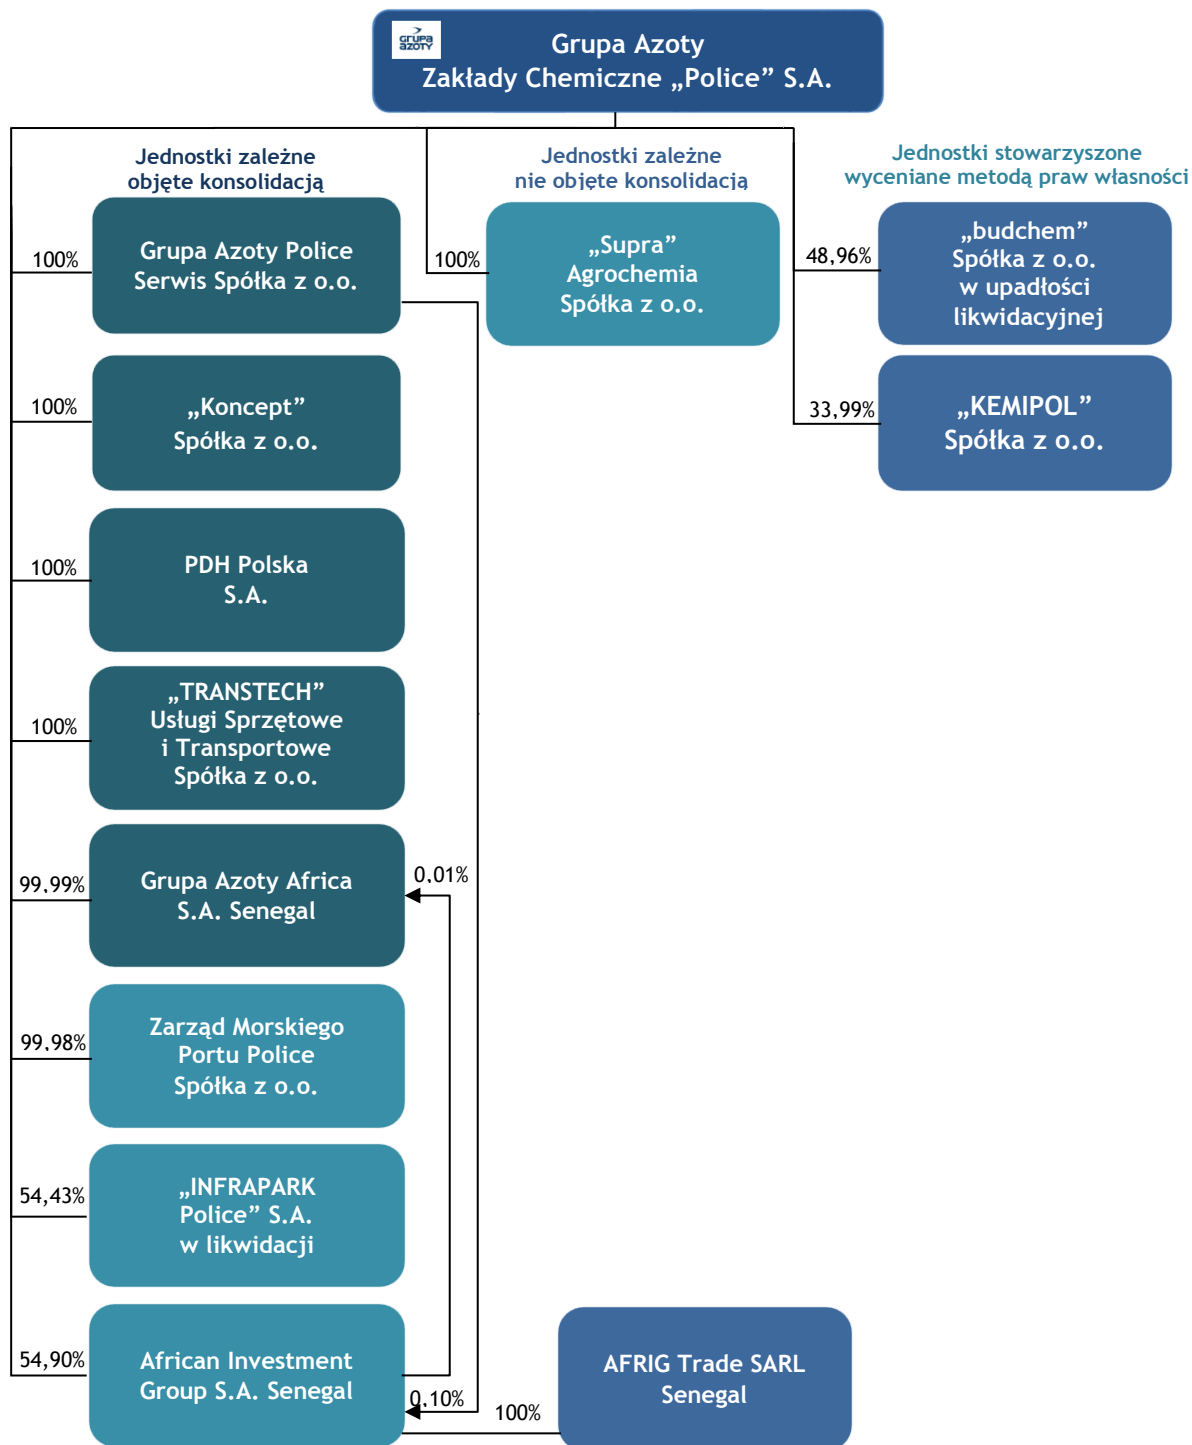 GRUPA
AZOTY
Grupa Azoty
Zakłady Chemiczne „Police” S.A.
Jednostki zależne
objęte konsolidacją
Jednostki zależne
nie objęte konsolidacją
Jednostki stowarzyszone
wyceniane metodą praw własności
100%
Grupa Azoty Police
Serwis Spółka z o.o.
100%
„Supra”
Agrochemia
Spółka z o.o.
48,96%
„budchem”
Spółka z o.o.
w upadłości
likwidacyjnej
100%
„Koncept”
Spółka z o.o.
33,99%
„KEMIPOL”
Spółka z o.o.
100%
PDH Polska
S.A.
100%
„TRANSTECH”
Usługi Sprzętowe
i Transportowe
Spółka z o.o.
99,99%
Grupa Azoty Africa
S.A. Senegal
0,01%
99,98%
Zarząd Morskiego
Portu Police
Spółka z o.o.
54,43%
„INFRAPARK
Police” S.A.
w likwidacji
54,90%
African Investment
Group S.A. Senegal
0,10%
100%
AFRIG Trade SARL
Senegal